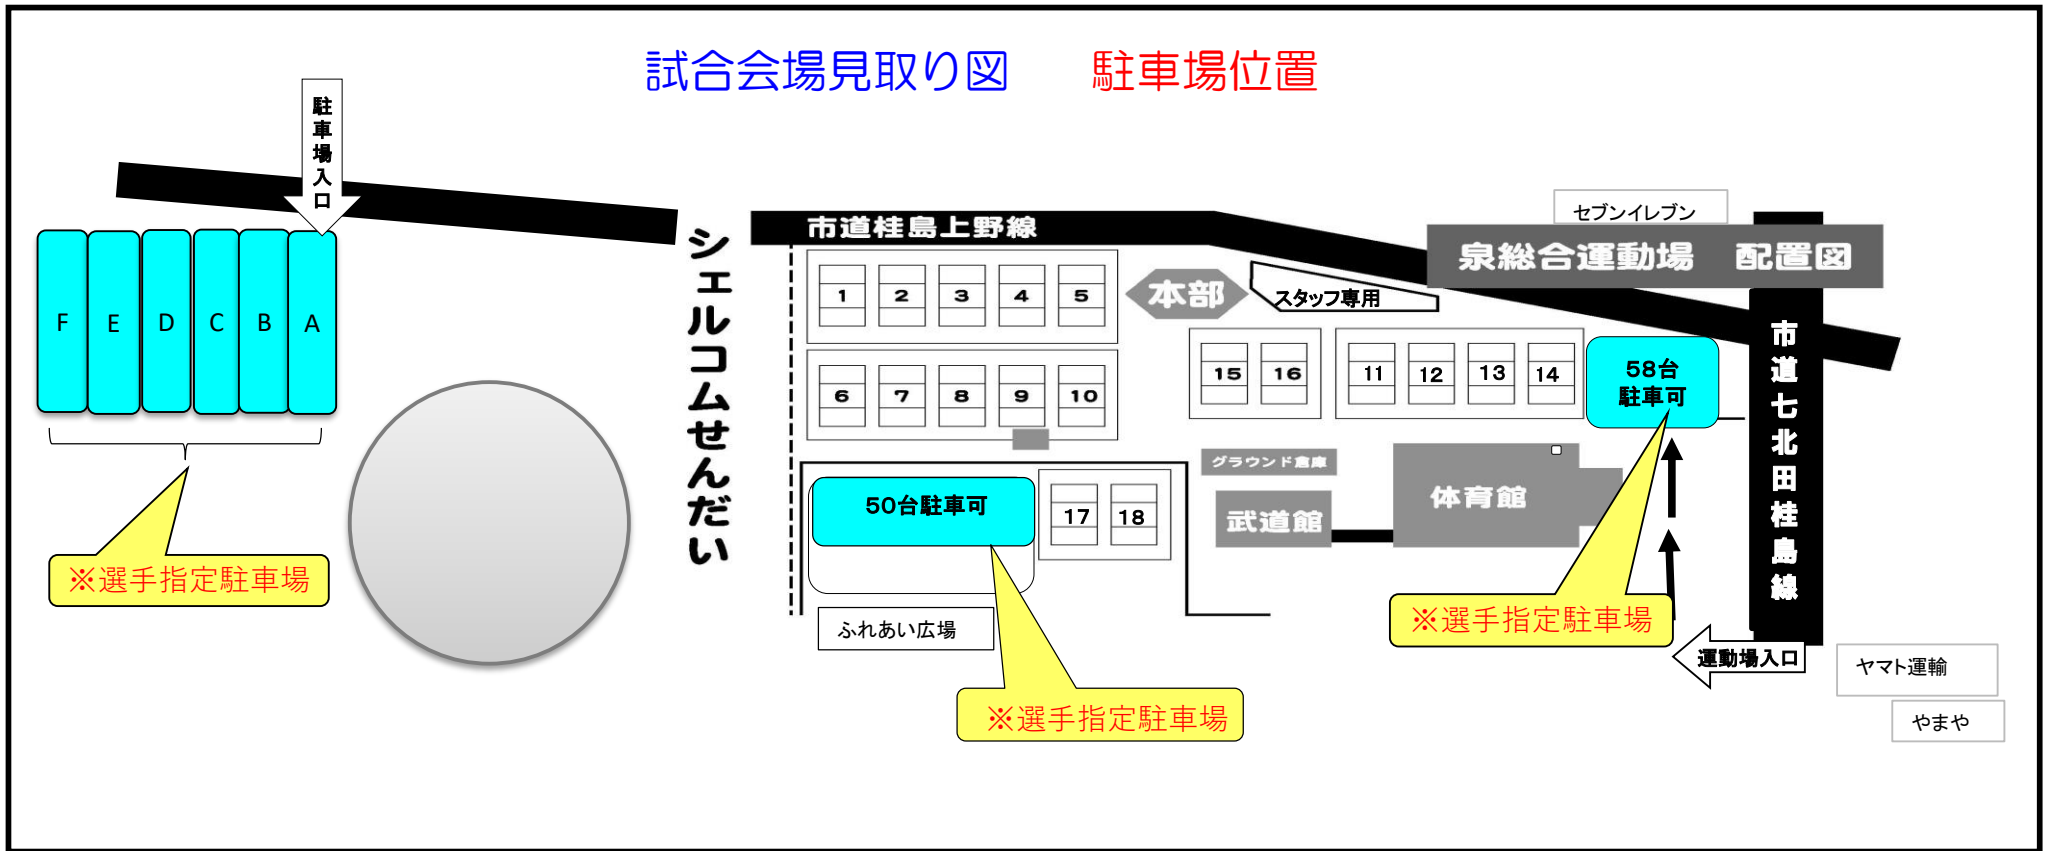 試合会場見取り図　駐車場位置
駐車場入口
セブンイレブン
市道桂島上野線
泉総合運動場　配置図
シェルコムせんだい
F E D C B A
1 2 3 4 5
本部
スタッフ専用
市道七北田桂島線
15 16
11 12 13 14
58台
駐車可
6 7 8 9 10
グラウンド倉庫
武道館
体育館
50台駐車可
17 18
※選手指定駐車場
※選手指定駐車場
ふれあい広場
運動場入口
ヤマト運輸
※選手指定駐車場
やまや